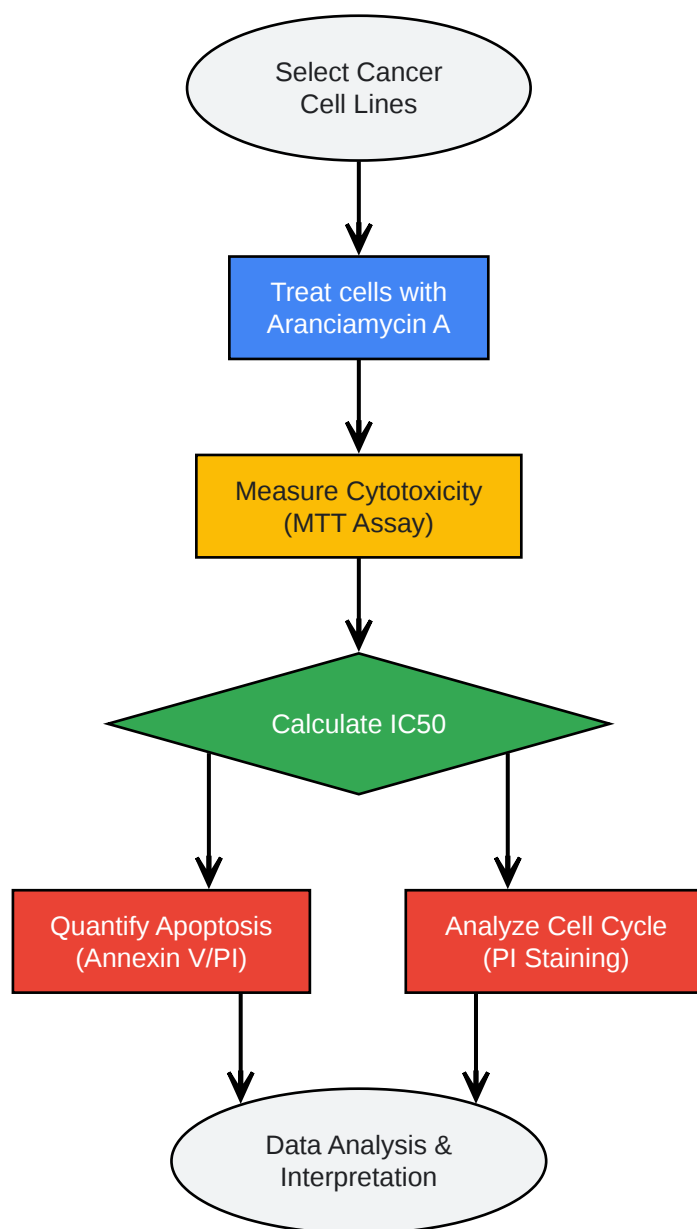 Select Cancer
Cell Lines
Treat cells with
Aranciamycin A
Measure Cytotoxicity
(MTT Assay)
Calculate IC50
Quantify Apoptosis
(Annexin V/PI)
Analyze Cell Cycle
(PI Staining)
Data Analysis &
Interpretation